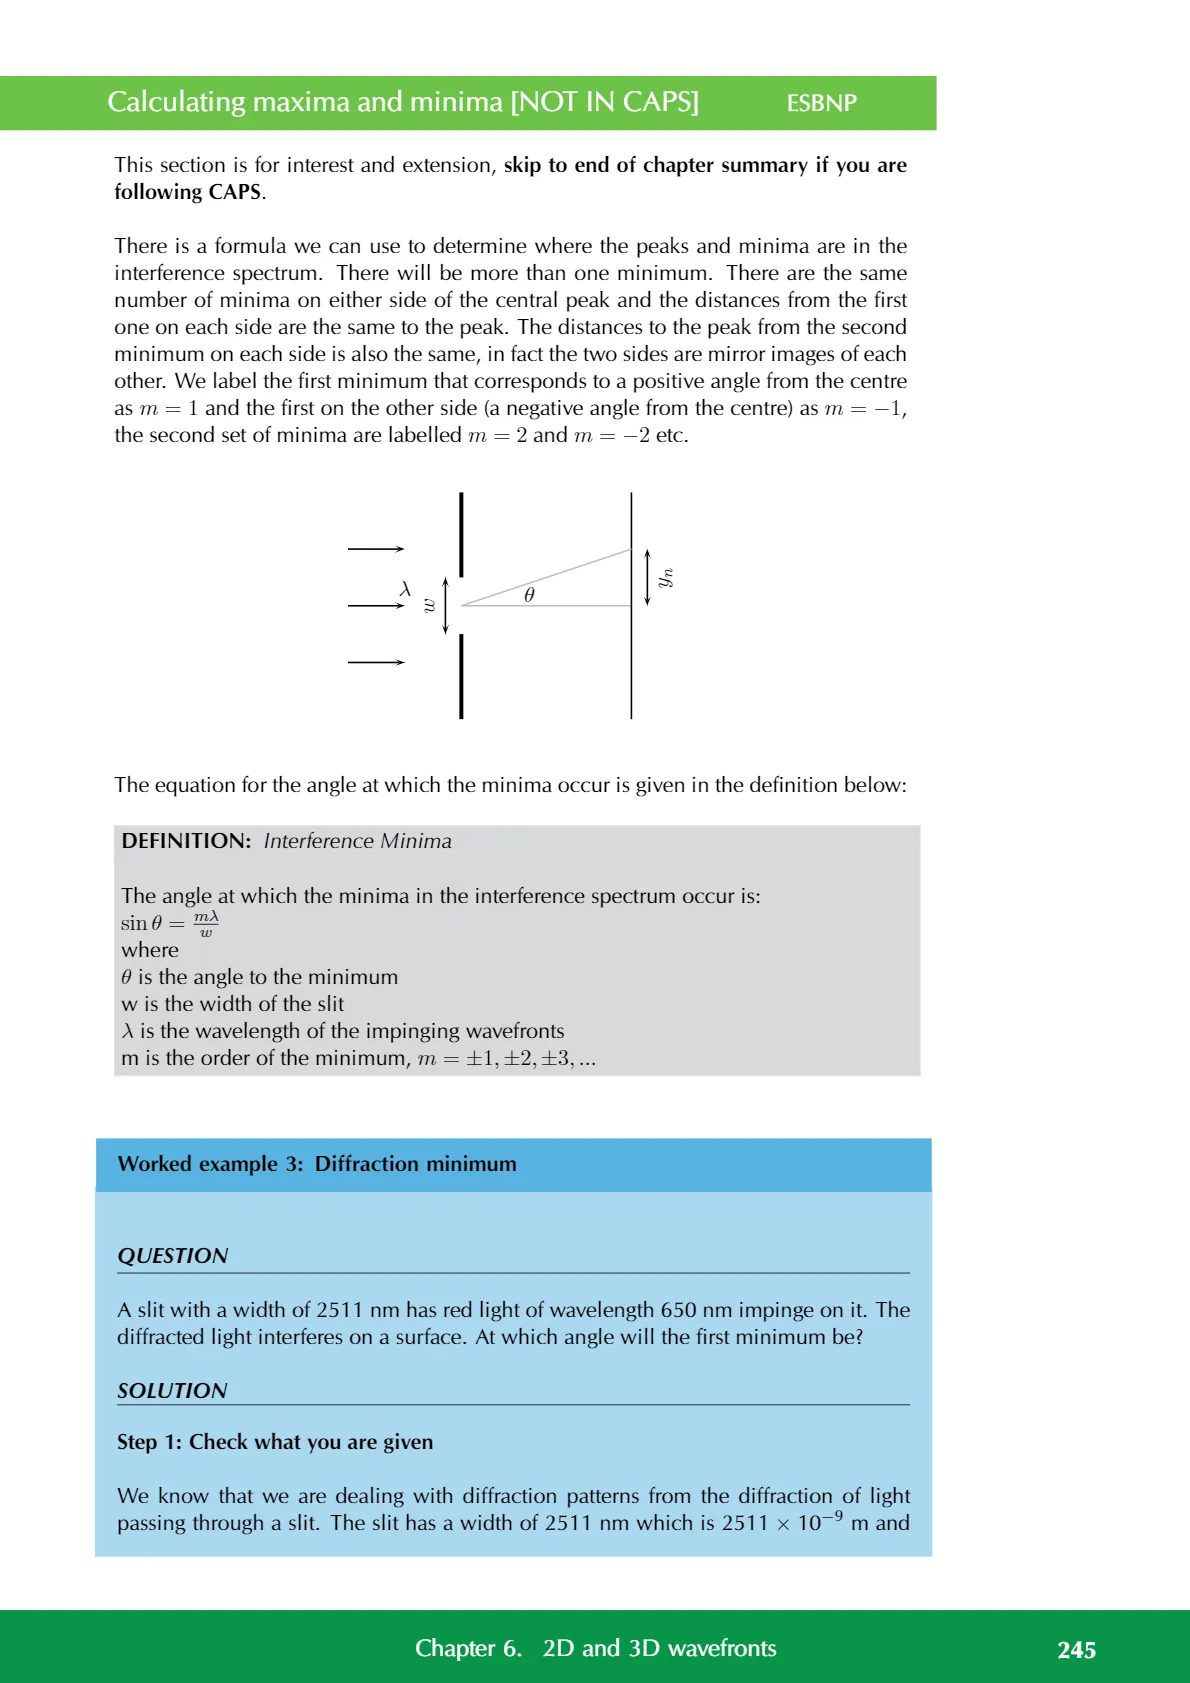 Calculating maxima and minima [NOT IN CAPS] ESBNP
This section is for interest and extension, skip to end of chapter summary if you are
following CAPS.
There is a formula we can use to determine where the peaks and minima are in the
interference spectrum. There will be more than one minimum. There are the same
number of minima on either side of the central peak and the distances from the first
one on each side are the same to the peak. The distances to the peak from the second
minimum on each side is also the same, in fact the two sides are mirror images of each
other. We label the first minimum that corresponds to a positive angle from the centre
as m = 1 and the first on the other side (a negative angle from the centre) as m = −1,
the second set of minima are labelled m = 2 and m = −2 etc.
λ
w
θ
yn
The equation for the angle at which the minima occur is given in the definition below:
DEFINITION: Interference Minima
The angle at which the minima in the interference spectrum occur is:
sin θ = mλ/w
where
θ is the angle to the minimum
w is the width of the slit
λ is the wavelength of the impinging wavefronts
m is the order of the minimum, m = ±1, ±2, ±3, ...
Worked example 3: Diffraction minimum
QUESTION
A slit with a width of 2511 nm has red light of wavelength 650 nm impinge on it. The
diffracted light interferes on a surface. At which angle will the first minimum be?
SOLUTION
Step 1: Check what you are given
We know that we are dealing with diffraction patterns from the diffraction of light
passing through a slit. The slit has a width of 2511 nm which is 2511 × 10⁻⁹ m and
Chapter 6. 2D and 3D wavefronts 245